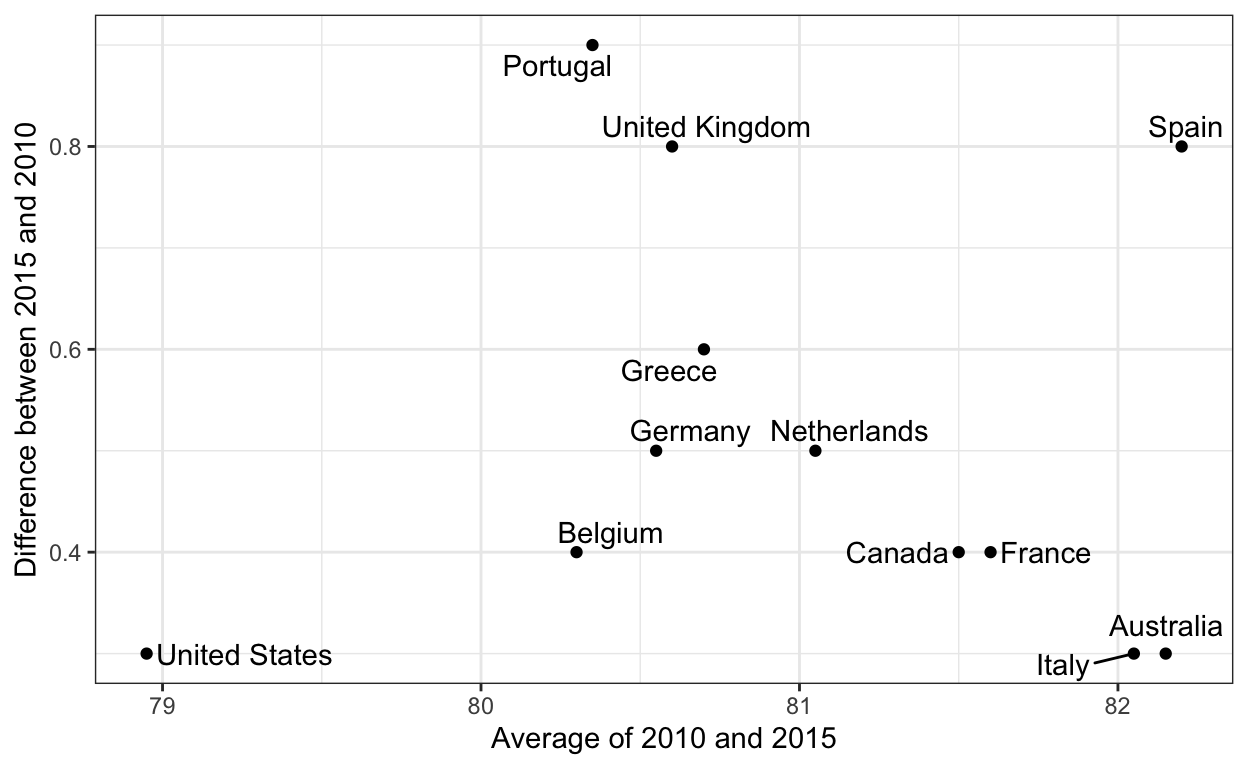 Portugal
United Kingdom
Spain
0.8
0.6
Greece
Germany
Netherlands
Belgium
0.4
Canada
France
Australia
United States
Italy
79
80
81
82
Average of 2010 and 2015
Difference between 2015 and 2010